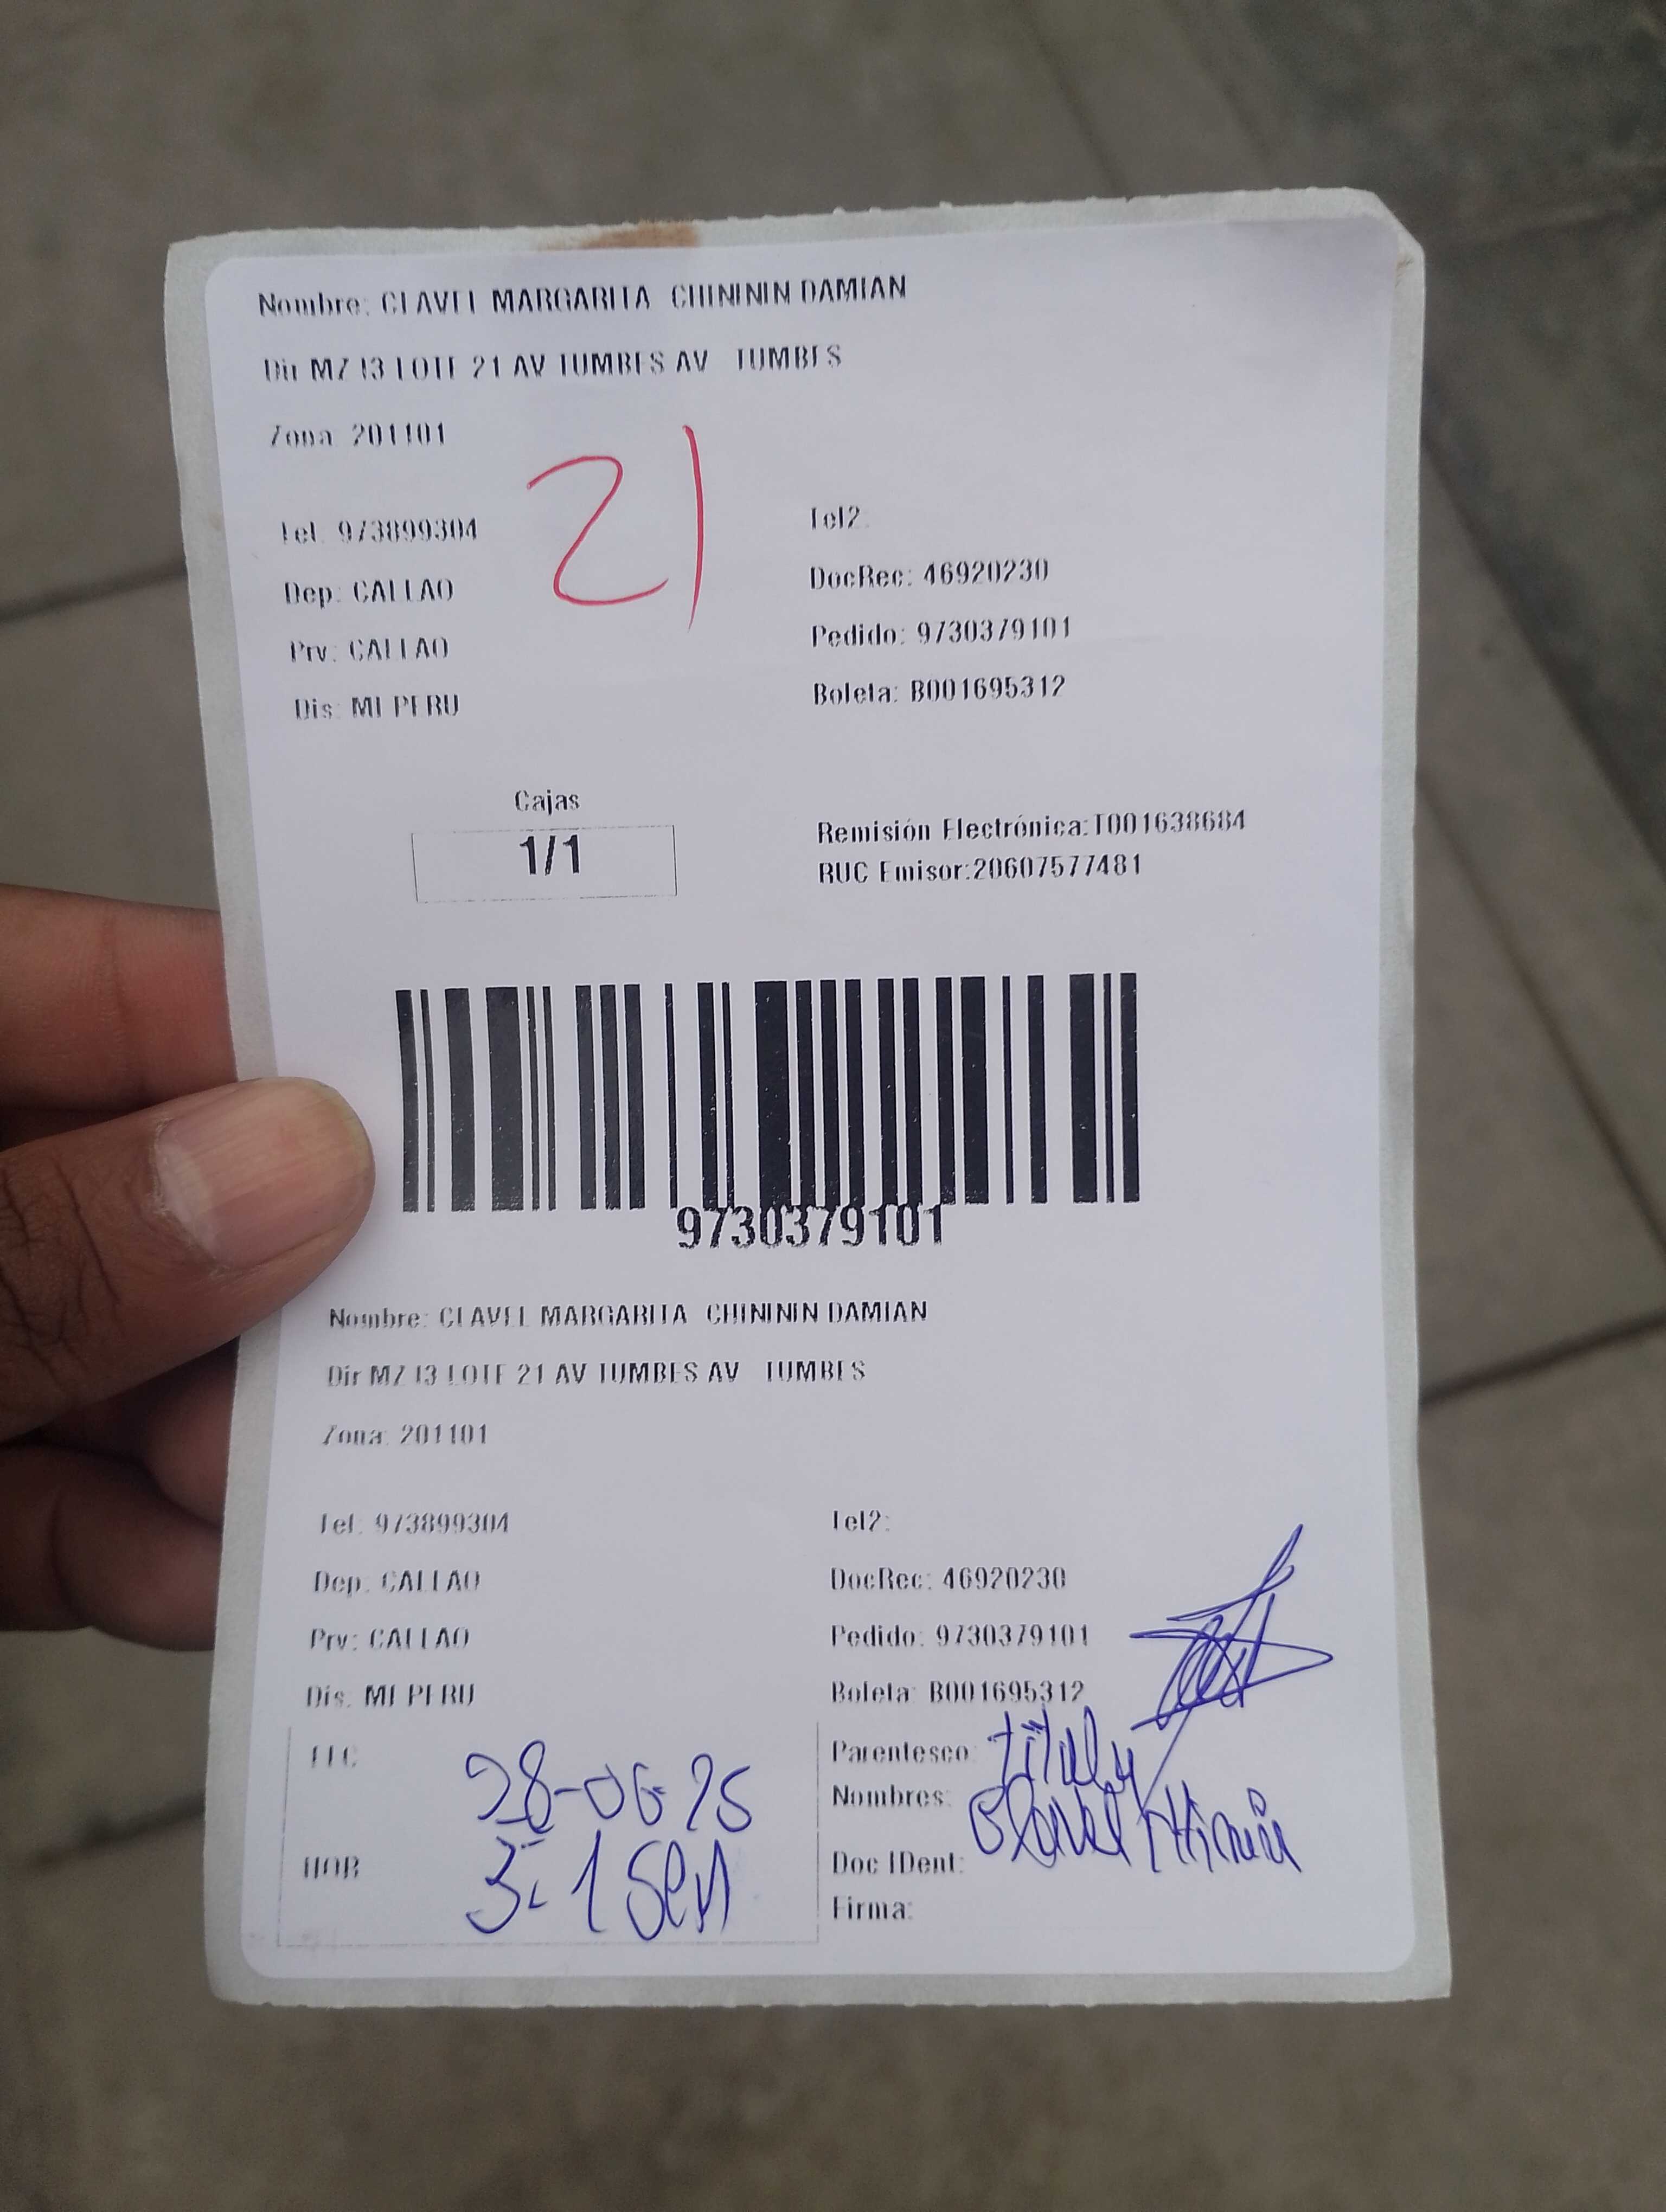 Nombre: CLAVEL MARGARITA CHININÍN DAMIAN
Dir MZ I3 LOTE 21 AV TUMBES AV TUMBES
Zona: 201101
21
Tel: 973899304
Tel2:
Dep: CALLAO
DocRec: 46920230
Prv: CALLAO
Pedido: 9730379101
Dis: MI PERU
Boleta: B001695312
Cajas
1/1
Remisión Electrónica:T001638684
RUC Emisor:20607577481
9730379101
Nombre: CLAVEL MARGARITA CHININÍN DAMIAN
Dir MZ I3 LOTE 21 AV TUMBES AV TUMBES
Zona: 201101
Tel: 973899304
Tel2:
Dep: CALLAO
DocRec: 46920230
Prv: CALLAO
Pedido: 9730379101
Dis: MI PERU
Boleta: B001695312
FEC
28-06-25
Parentesco:
Nombres: Clavel
HOR
Doc IDent:
Firma: